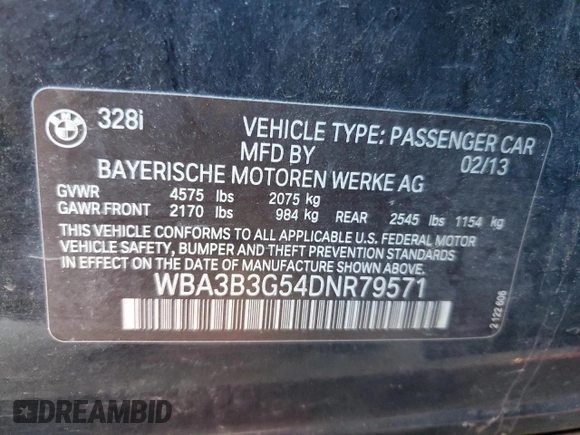 BMW
328i
VEHICLE TYPE: PASSENGER CAR
MFD BY 02/13
BAYERISCHE MOTOREN WERKE AG
GVWR 4575 lbs 2075 kg
GAWR FRONT 2170 lbs 984 kg REAR 2545 lbs 1154 kg
THIS VEHICLE CONFORMS TO ALL APPLICABLE U.S. FEDERAL MOTOR
VEHICLE SAFETY, BUMPER AND THEFT PREVENTION STANDARDS
IN EFFECT ON THE DATE OF MANUFACTURE SHOWN ABOVE.
WBA3B3G54DNR79571
2 122 606
DREAMBID